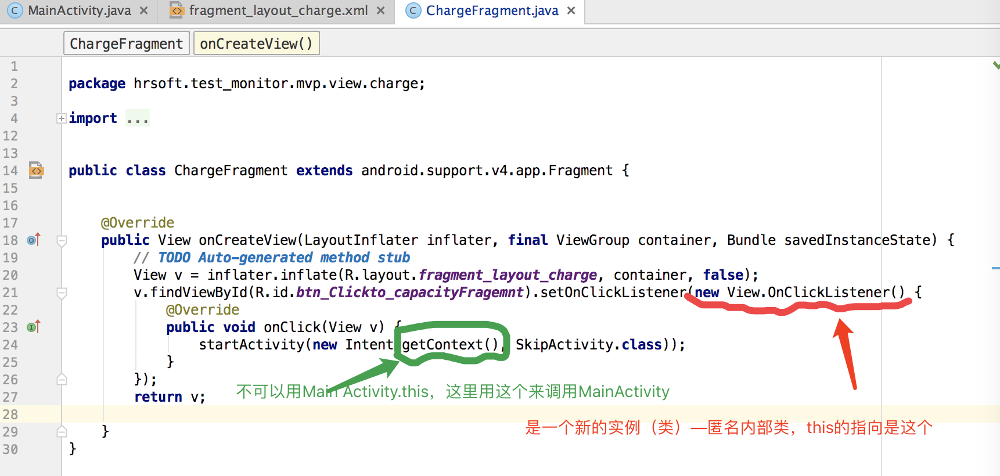 MainActivity.java × fragment_layout_charge.xml × ChargeFragment.java ×
ChargeFragment onCreateView()
1
2 package hrsoft.test_monitor.mvp.view.charge;
3
4 import ...
12
13
14 public class ChargeFragment extends android.support.v4.app.Fragment {
15
16
17 @Override
18 public View onCreateView(LayoutInflater inflater, final ViewGroup container, Bundle savedInstanceState) {
19 // TODO Auto-generated method stub
20 View v = inflater.inflate(R.layout.fragment_layout_charge, container, false);
21 v.findViewById(R.id.btn_Clickto_capacityFragemnt).setOnClickListener(new View.OnClickListener() {
22 @Override
23 public void onClick(View v) {
24 startActivity(new Intent(getContext(), SkipActivity.class));
25 }
26 });
不可以用Main Activity.this，这里用这个来调用MainActivity
27 return v;
28
是一个新的实例（类）—匿名内部类，this的指向是这个
29 }
30 }